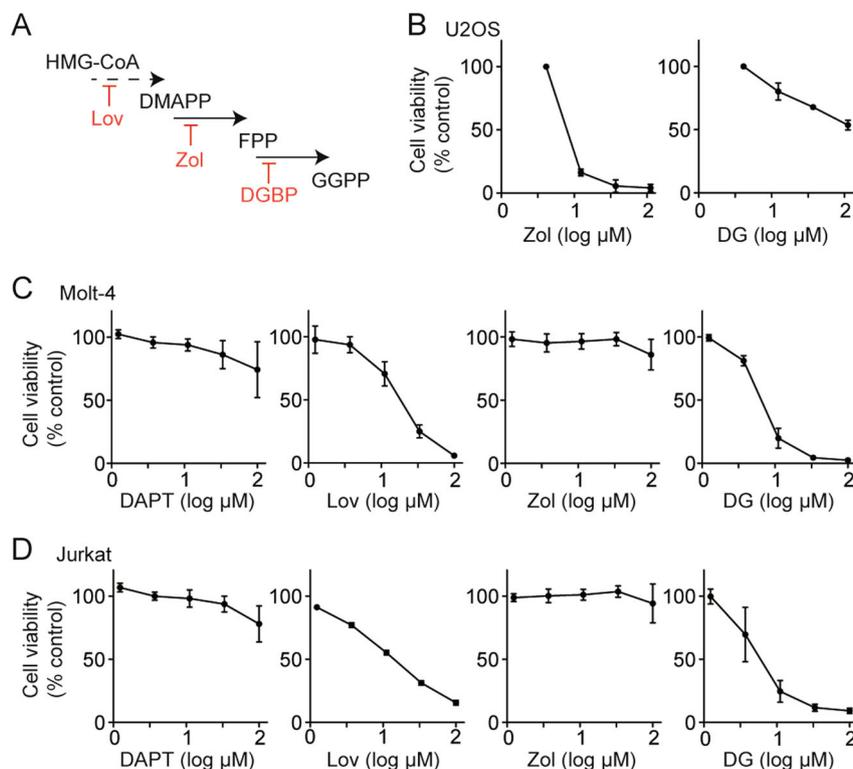 A
HMG-CoA
DMAPP
Lov
FPP
Zol
GGPP
DGBP
B U2OS
Cell viability
(% control)
100
50
0
0 1 2
Zol (log µM)
100
50
0
0 1 2
DG (log µM)
C Molt-4
Cell viability
(% control)
100
50
0
0 1 2
DAPT (log µM)
100
50
0
0 1 2
Lov (log µM)
100
50
0
0 1 2
Zol (log µM)
100
50
0
0 1 2
DG (log µM)
D Jurkat
Cell viability
(% control)
100
50
0
0 1 2
DAPT (log µM)
100
50
0
0 1 2
Lov (log µM)
100
50
0
0 1 2
Zol (log µM)
100
50
0
0 1 2
DG (log µM)